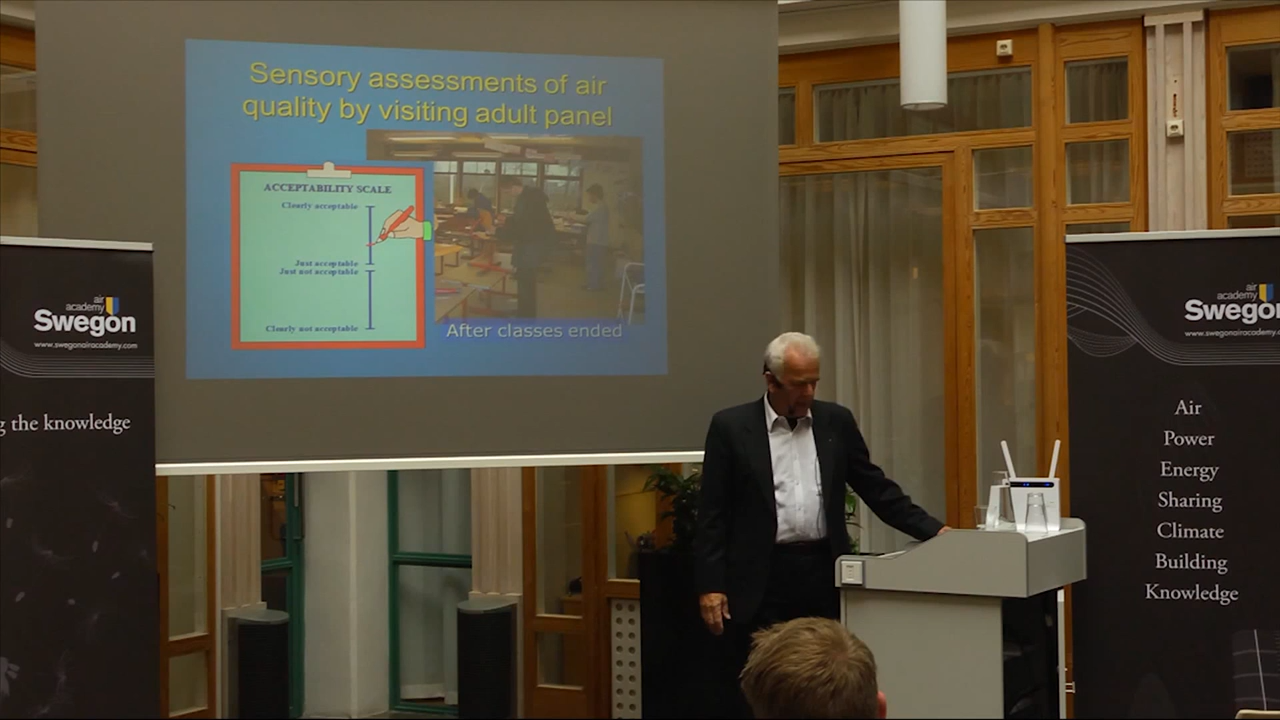 Sensory assessments of air
quality by visiting adult panel
ACCEPTABILITY SCALE
Clearly acceptable
Just acceptable
Just not acceptable
Clearly not acceptable
After classes ended
air
academy
Swegon
www.swegonairacademy.com
the knowledge
air
academy
Swego
www.swegonairacademy
Air
Power
Energy
Sharing
Climate
Building
Knowledge